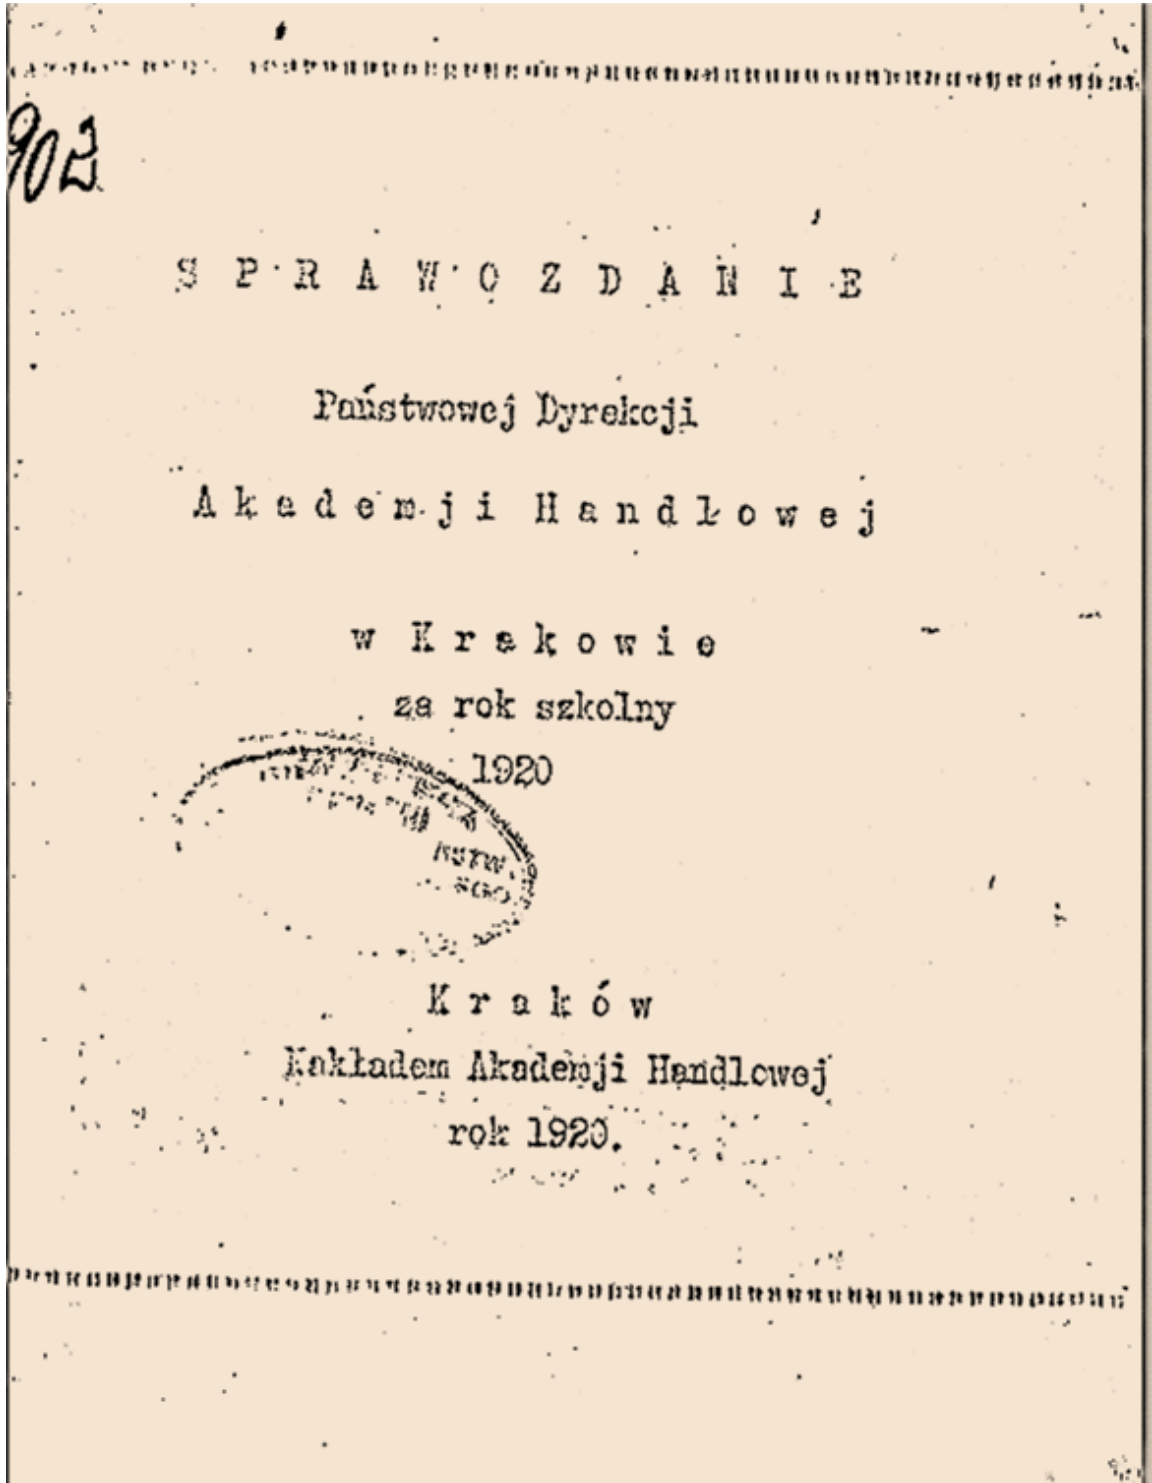 902
S P R A W O Z D A N I E
Państwowej Dyrekcji
A k a d e m j i H a n d l o w e j
w K r a k o w i e
za rok szkolny
1920
K r a k ó w
Nakładem Akademji Handlowej
rok 1920.